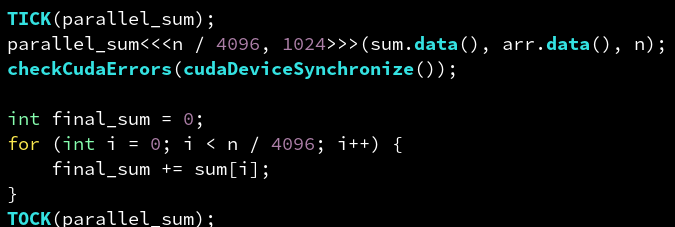 TICK(parallel_sum);
parallel_sum<<<n / 4096, 1024>>>(sum.data(), arr.data(), n);
checkCudaErrors(cudaDeviceSynchronize());

int final_sum = 0;
for (int i = 0; i < n / 4096; i++) {
    final_sum += sum[i];
}
TOCK(parallel_sum);